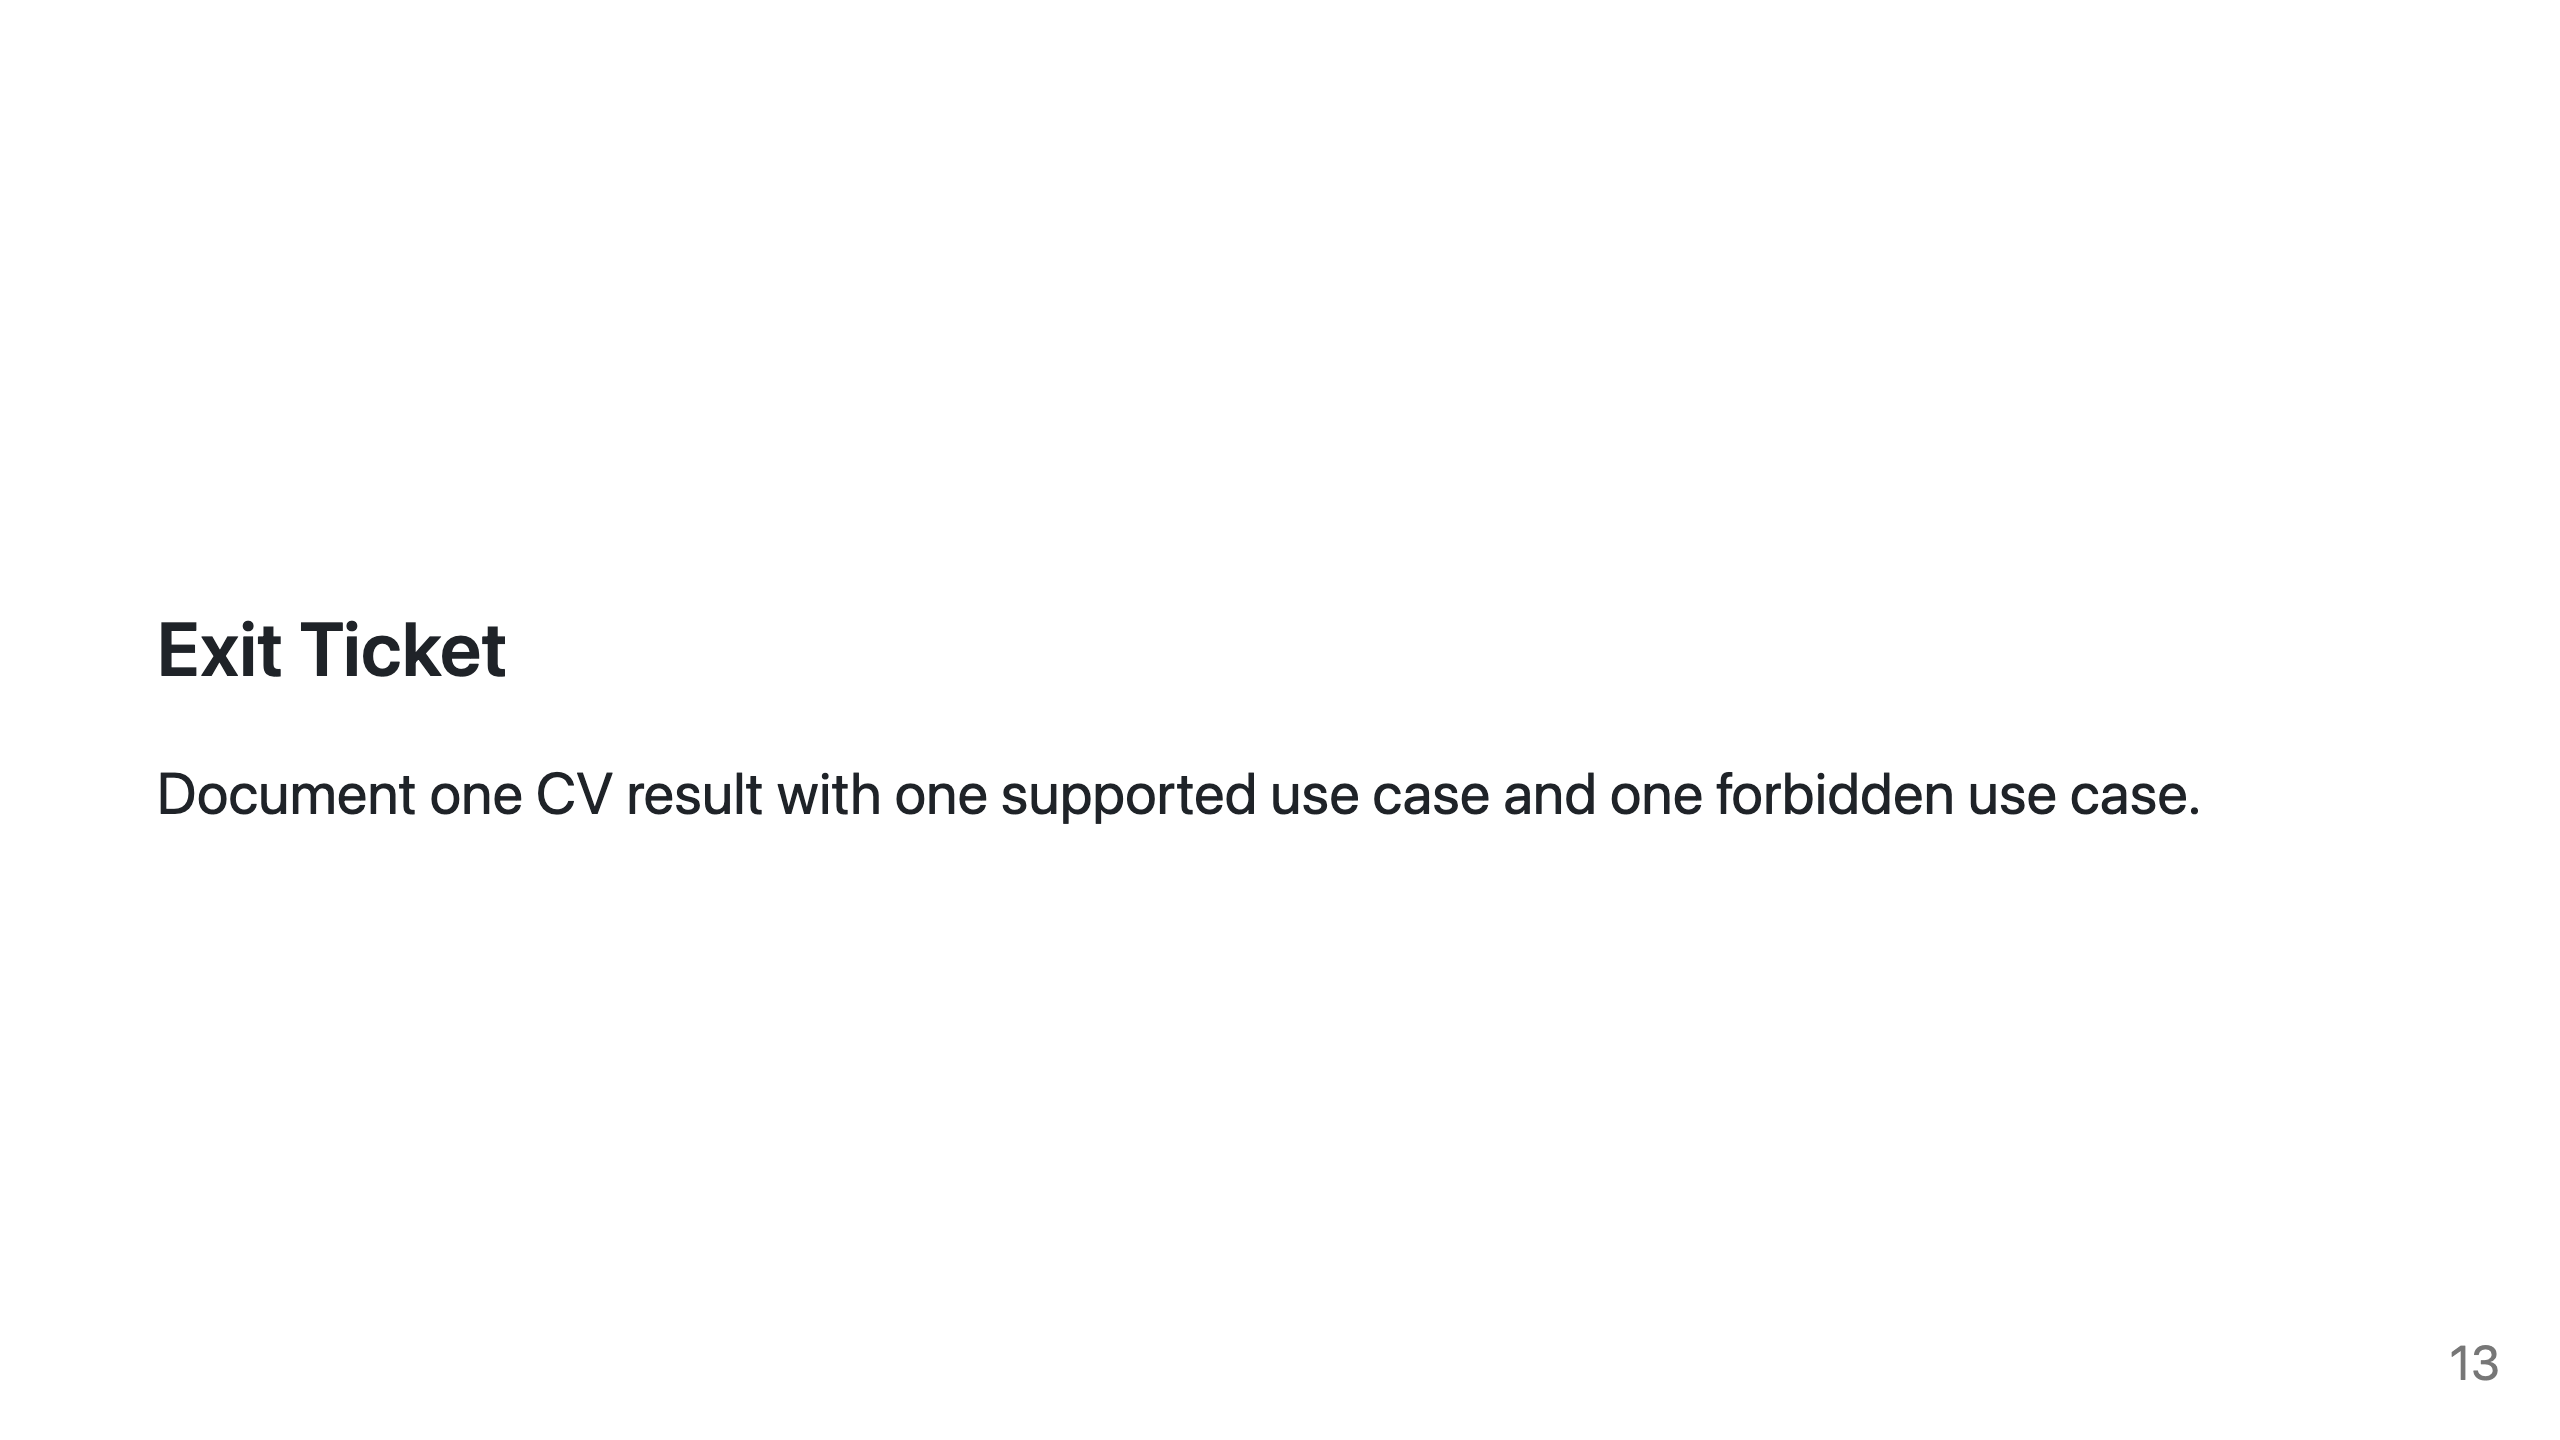 Exit Ticket
Document one CV result with one supported use case and one forbidden use case.
13